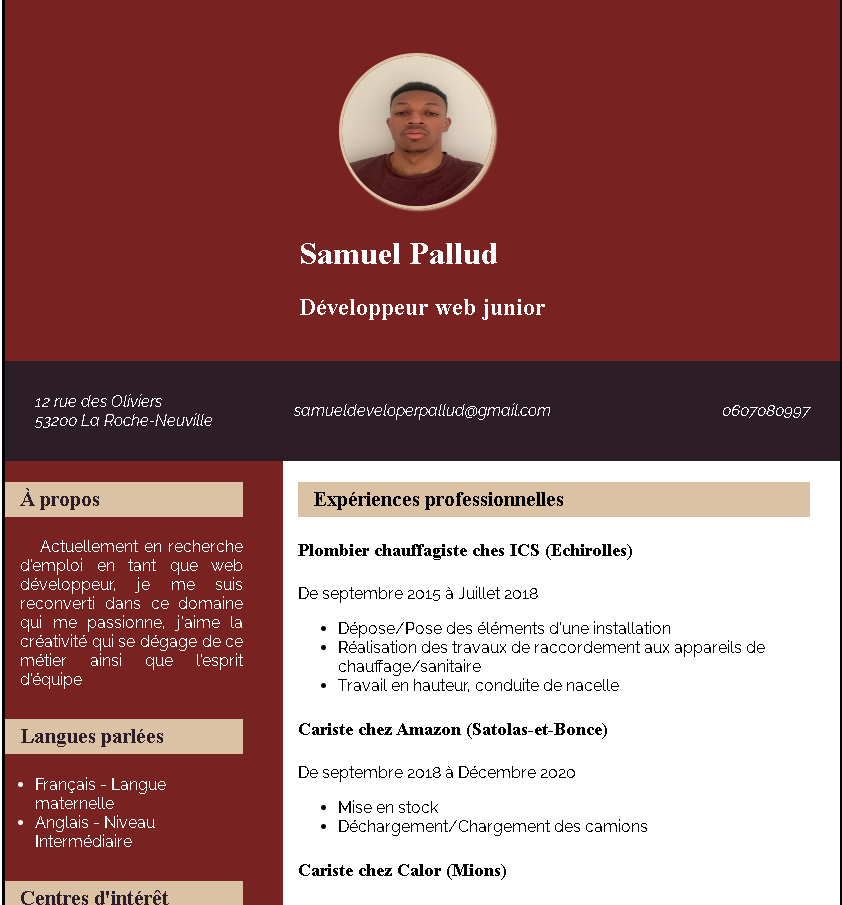 Samuel Pallud
Développeur web junior
12 rue des Oliviers
53200 La Roche-Neuville
samueldeveloperpallud@gmail.com
0607080997
À propos
Actuellement en recherche
d'emploi en tant que web
développeur, je me suis
reconverti dans ce domaine
qui me passionne, j'aime la
créativité qui se dégage de ce
métier ainsi que l'esprit
d'équipe
Langues parlées
• Français - Langue
maternelle
• Anglais - Niveau
Intermédiaire
Centres d'intérêt
Expériences professionnelles
Plombier chauffagiste ches ICS (Echirolles)
De septembre 2015 à Juillet 2018
• Dépose/Pose des éléments d'une installation
• Réalisation des travaux de raccordement aux appareils de
chauffage/sanitaire
• Travail en hauteur, conduite de nacelle
Cariste chez Amazon (Satolas-et-Bonce)
De septembre 2018 à Décembre 2020
• Mise en stock
• Déchargement/Chargement des camions
Cariste chez Calor (Mions)